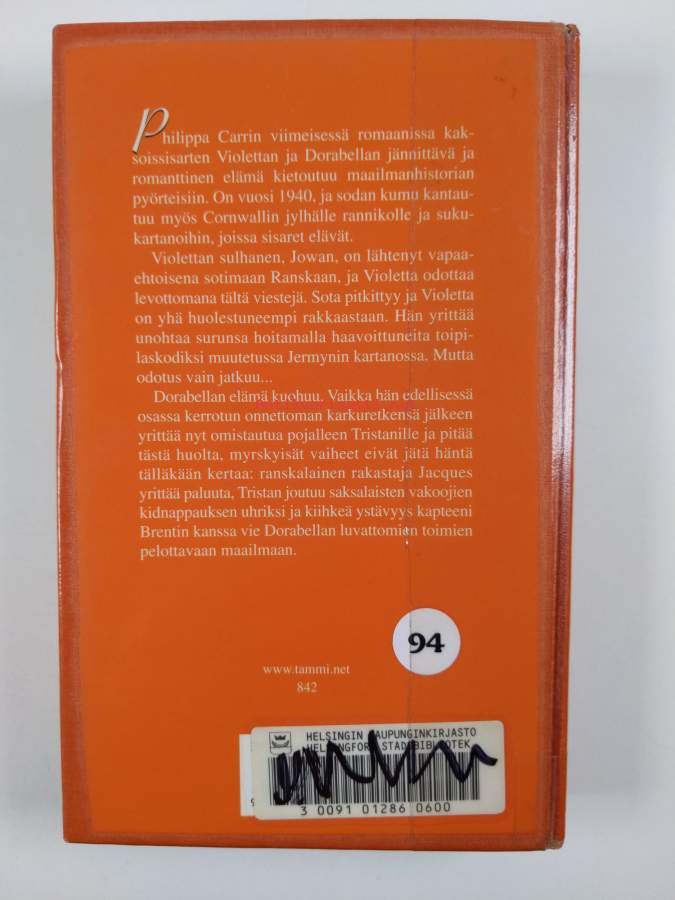 Philippa Carrin viimeisessä romaanissa kak-
soissisarten Violettan ja Dorabellan jännittävä ja
romanttinen elämä kietoutuu maailmanhistorian
pyörteisiin. On vuosi 1940, ja sodan kumu kantau-
tuu myös Cornwallin jylhälle rannikolle ja suku-
kartanoihin, joissa sisaret elävät.
Violettan sulhanen, Jowan, on lähtenyt vapaa-
ehtoisena sotimaan Ranskaan, ja Violetta odottaa
levottomana tältä viestejä. Sota pitkittyy ja Violetta
on yhä huolestuneempi rakkaastaan. Hän yrittää
unohtaa surunsa hoitamalla haavoittuneita toipi-
laskodiksi muutetussa Jermynin kartanossa. Mutta
odotus vain jatkuu...
Dorabellan elämä kuohuu. Vaikka hän edellisessä
osassa kerrotun onnettoman karkuretkensä jälkeen
yrittää nyt omistautua pojalleen Tristanille ja pitää
tästä huolta, myrskyisät vaiheet eivät jätä häntä
tälläkään kertaa: ranskalainen rakastaja Jacques
yrittää paluuta, Tristan joutuu saksalaisten vakoojien
kidnappauksen uhriksi ja kiihkeä ystävyys kapteeni
Brentin kanssa vie Dorabellan luvattomien toimien
pelottavaan maailmaan.
94
www.tammi.net
842
HELSINGIN KAUPUNGINKIRJASTO
HELSINGFORS STADSBIBLIOTEK
3 0091 01286 0600